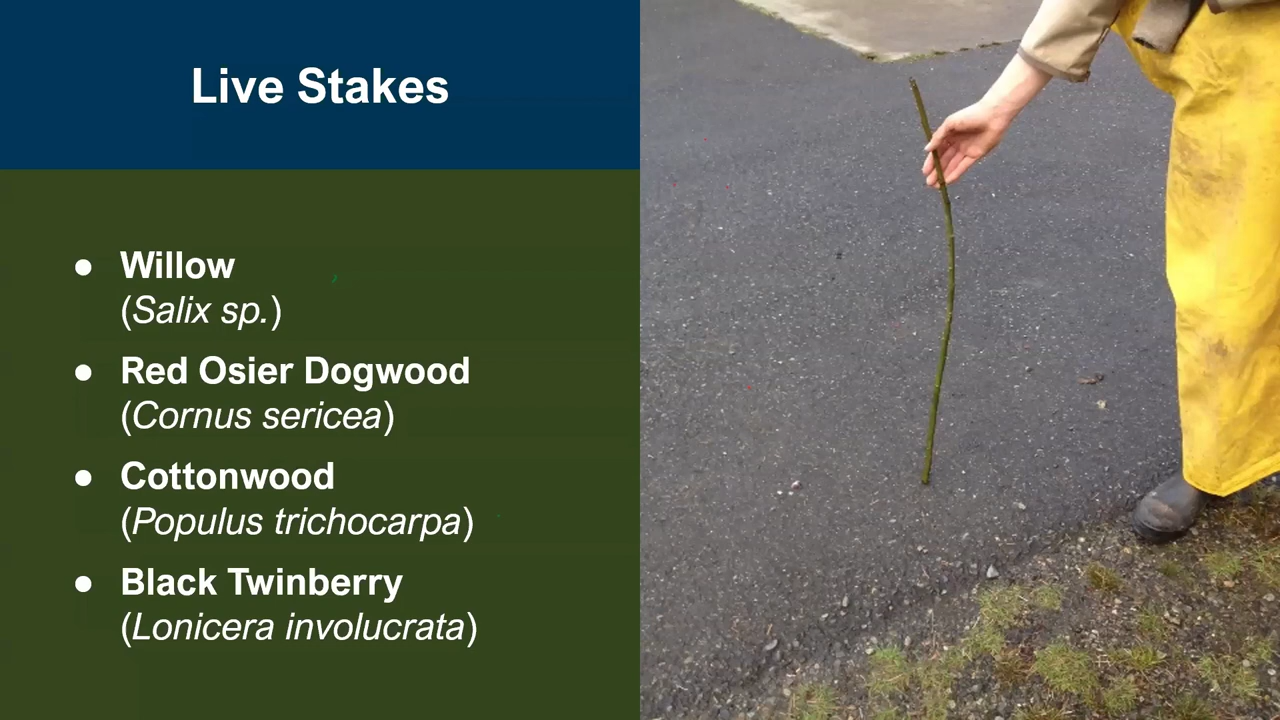 Live Stakes
● Willow
(Salix sp.)
● Red Osier Dogwood
(Cornus sericea)
● Cottonwood
(Populus trichocarpa)
● Black Twinberry
(Lonicera involucrata)